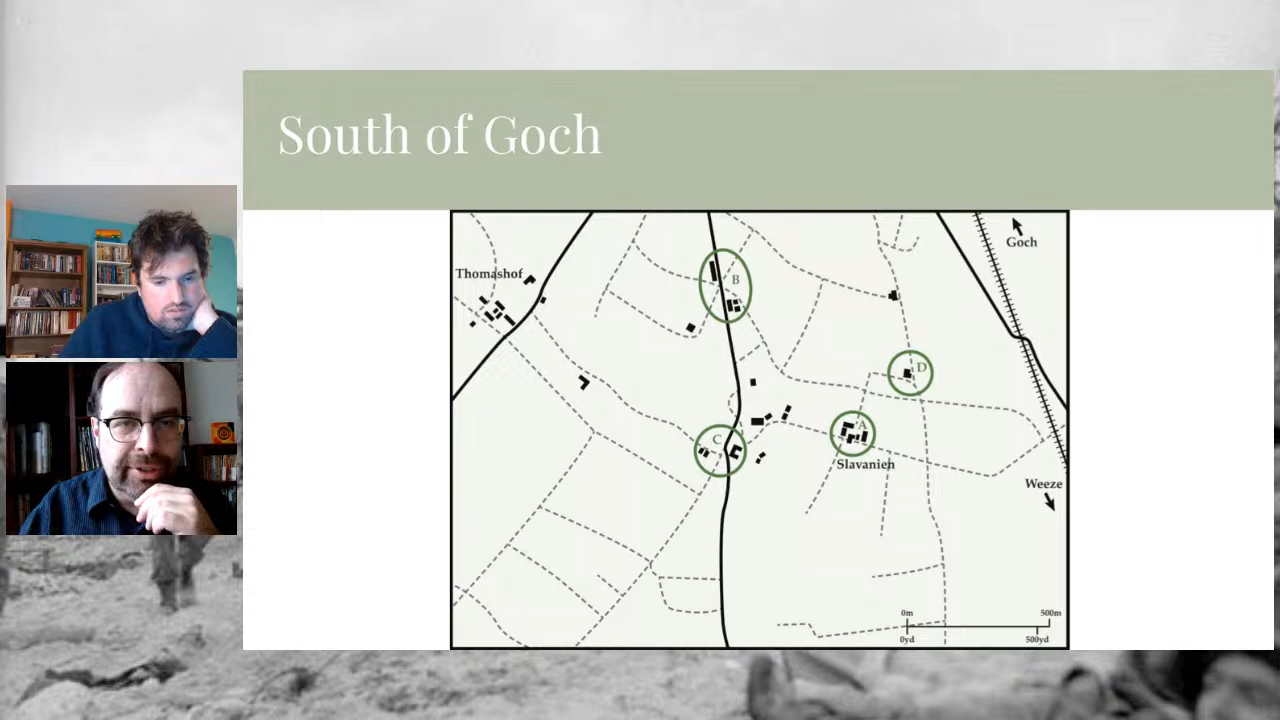 South of Goch
Goch
Thomashof
B
D
C
A
Slavanien
Weeze
0m
500m
0yd
500yd